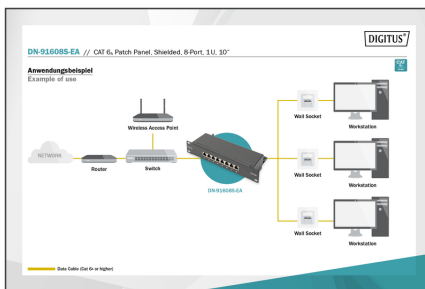 DIGITUS®
DN-91608S-EA // CAT 6A Patch Panel, Shielded, 8-Port, 1U, 10"
CAT
6A
Anwendungsbeispiel
Example of use
Wireless Access Point
NETWORK
Router
Switch
DN-91608S-EA
Wall Socket
Workstation
Wall Socket
Workstation
Wall Socket
Workstation
Data Cable (Cat 6A or higher)